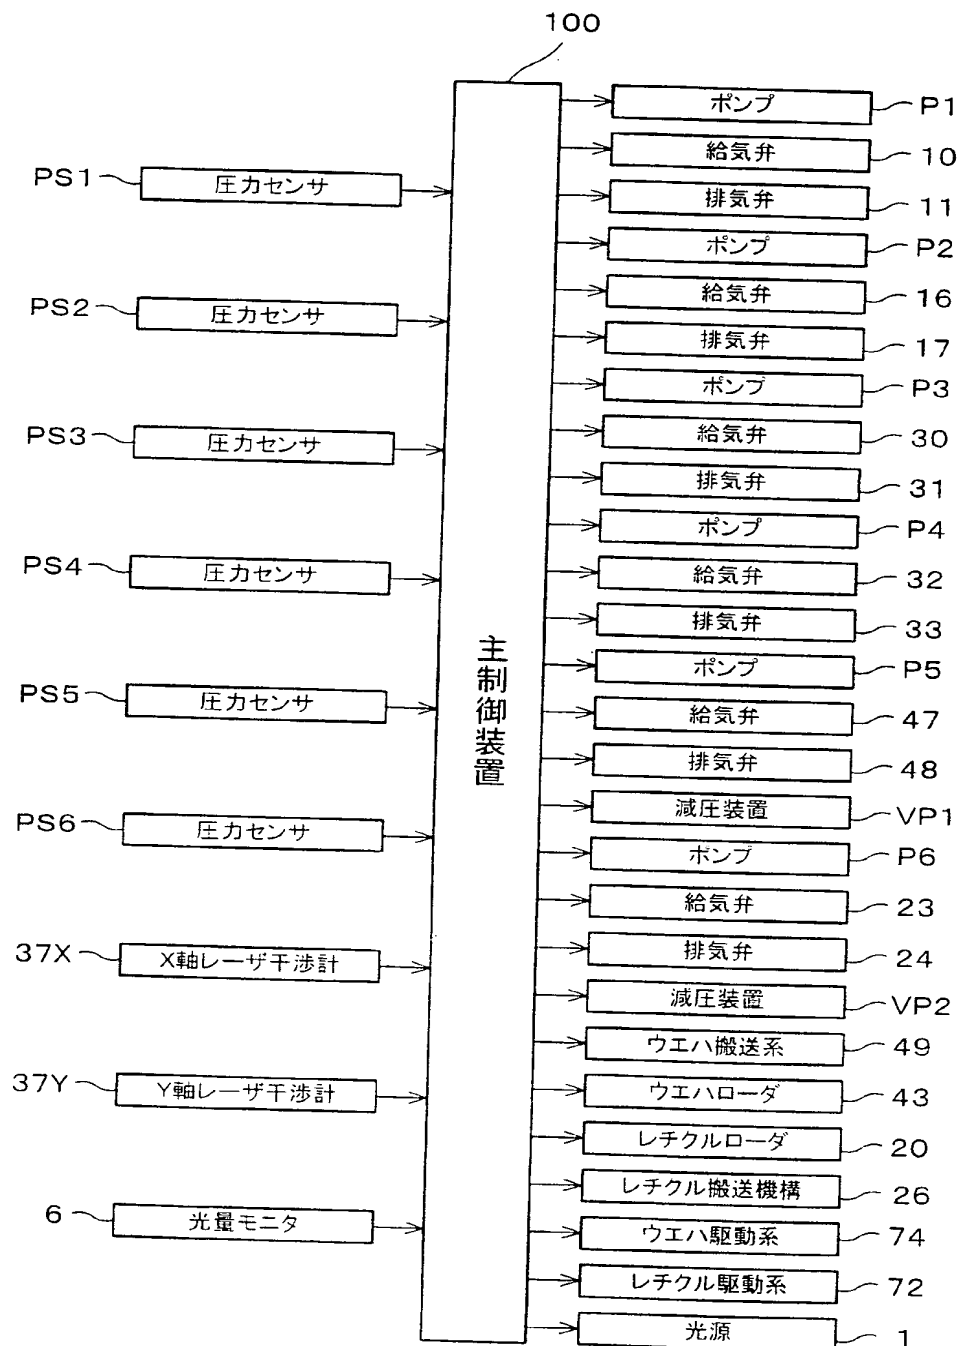 100
PS1 圧力センサ
PS2 圧力センサ
PS3 圧力センサ
PS4 圧力センサ
PS5 圧力センサ
PS6 圧力センサ
37X X軸レーザ干渉計
37Y Y軸レーザ干渉計
6 光量モニタ
主制御装置
ポンプ P1
給気弁 10
排気弁 11
ポンプ P2
給気弁 16
排気弁 17
ポンプ P3
給気弁 30
排気弁 31
ポンプ P4
給気弁 32
排気弁 33
ポンプ P5
給気弁 47
排気弁 48
減圧装置 VP1
ポンプ P6
給気弁 23
排気弁 24
減圧装置 VP2
ウエハ搬送系 49
ウエハローダ 43
レチクルローダ 20
レチクル搬送機構 26
ウエハ駆動系 74
レチクル駆動系 72
光源 1